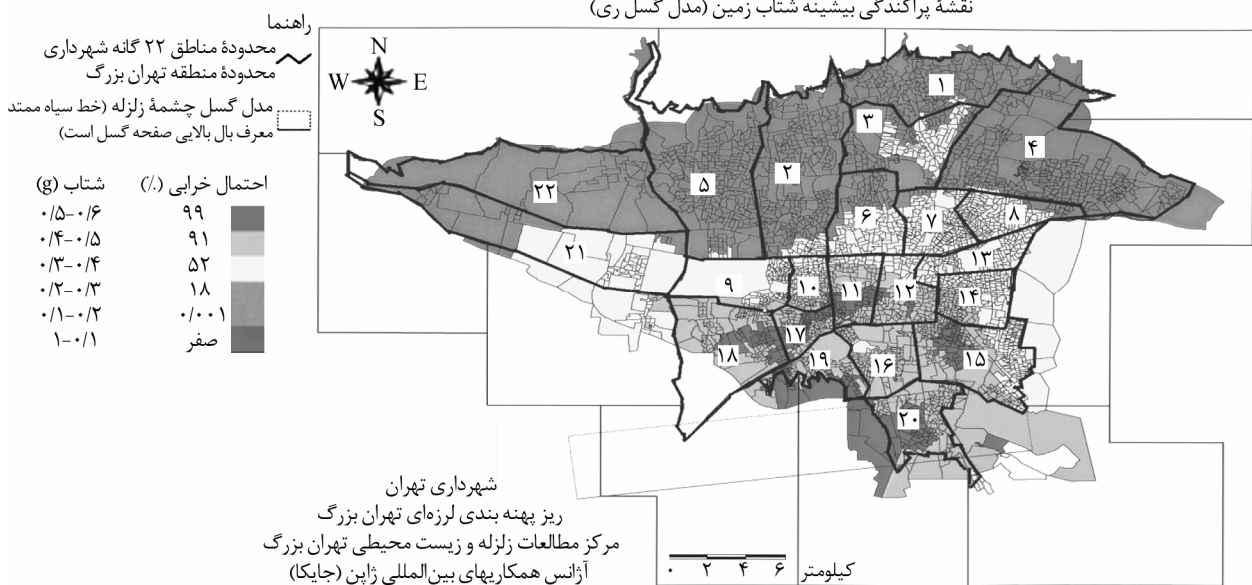 نقشهٔ پراکندگی بیشینه شتاب زمین (مدل گسل ری)
راهنما
محدودهٔ مناطق ۲۲ گانه شهرداری
محدودهٔ منطقه تهران بزرگ
مدل گسل چشمهٔ زلزله (خط سیاه ممتد
معرف بال بالایی صفحه گسل است)
احتمال خرابی (٪) شتاب (g)
۹۹ ۰/۵-۰/۶
۹۱ ۰/۴-۰/۵
۵۲ ۰/۳-۰/۴
۱۸ ۰/۲-۰/۳
۰/۰۰۱ ۰/۱-۰/۲
صفر ۱-۰/۱
N
W E
S
۱
۳
۴
۲
۵
۲۲
۶
۷
۸
۲۱
۱۳
۹
۱۰
۱۱
۱۲
۱۴
۱۷
۱۸
۱۹
۱۶
۱۵
۲۰
شهرداری تهران
ریز پهنه بندی لرزه‌ای تهران بزرگ
مرکز مطالعات زلزله و زیست محیطی تهران بزرگ
آژانس همکاریهای بین‌المللی ژاپن (جایکا)
۰ ۲ ۴ ۶ کیلومتر